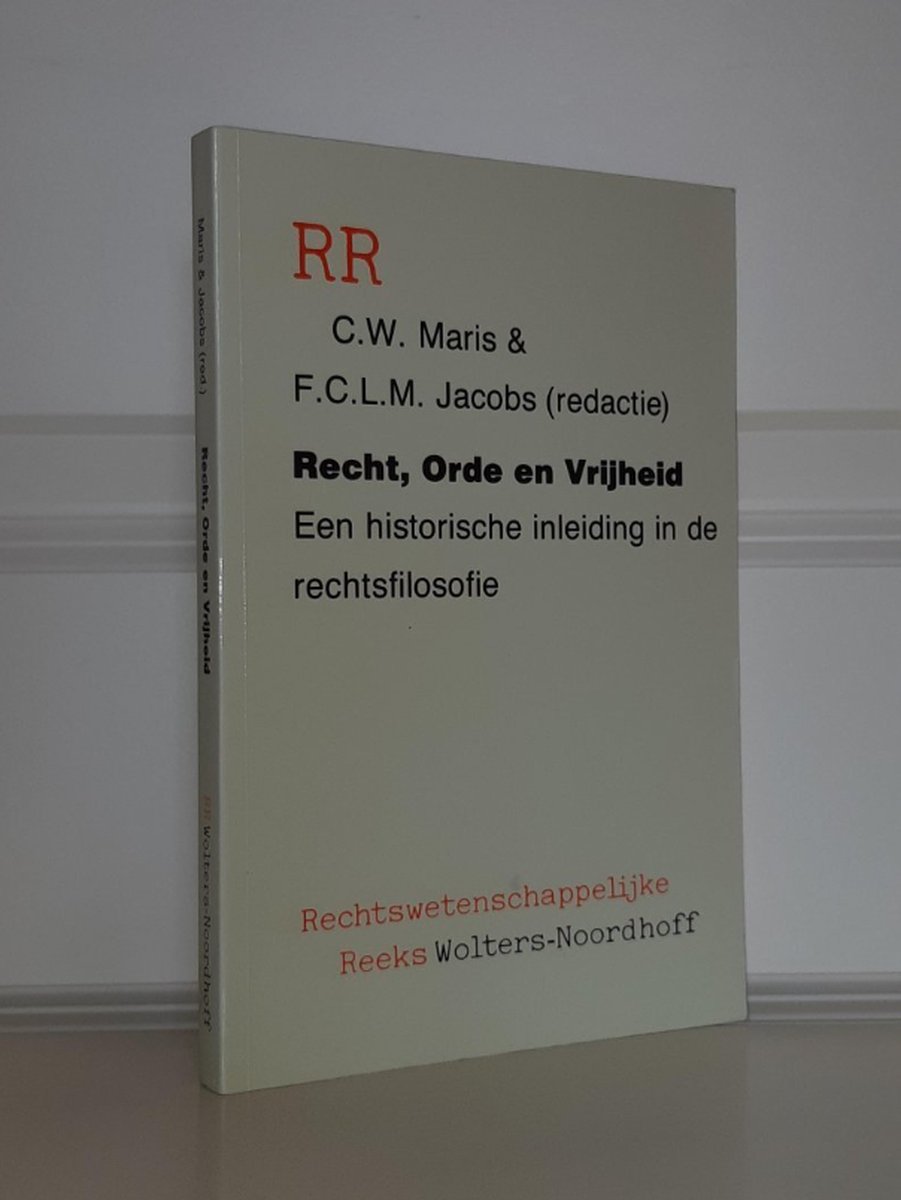 RR
C.W. Maris &
F.C.L.M. Jacobs (redactie)
Recht, Orde en Vrijheid
Een historische inleiding in de
rechtsfilosofie
Rechtswetenschappelijke
Reeks Wolters-Noordhoff
Maris & Jacobs (red.)
Recht, Orde en Vrijheid
RR Wolters-Noordhoff